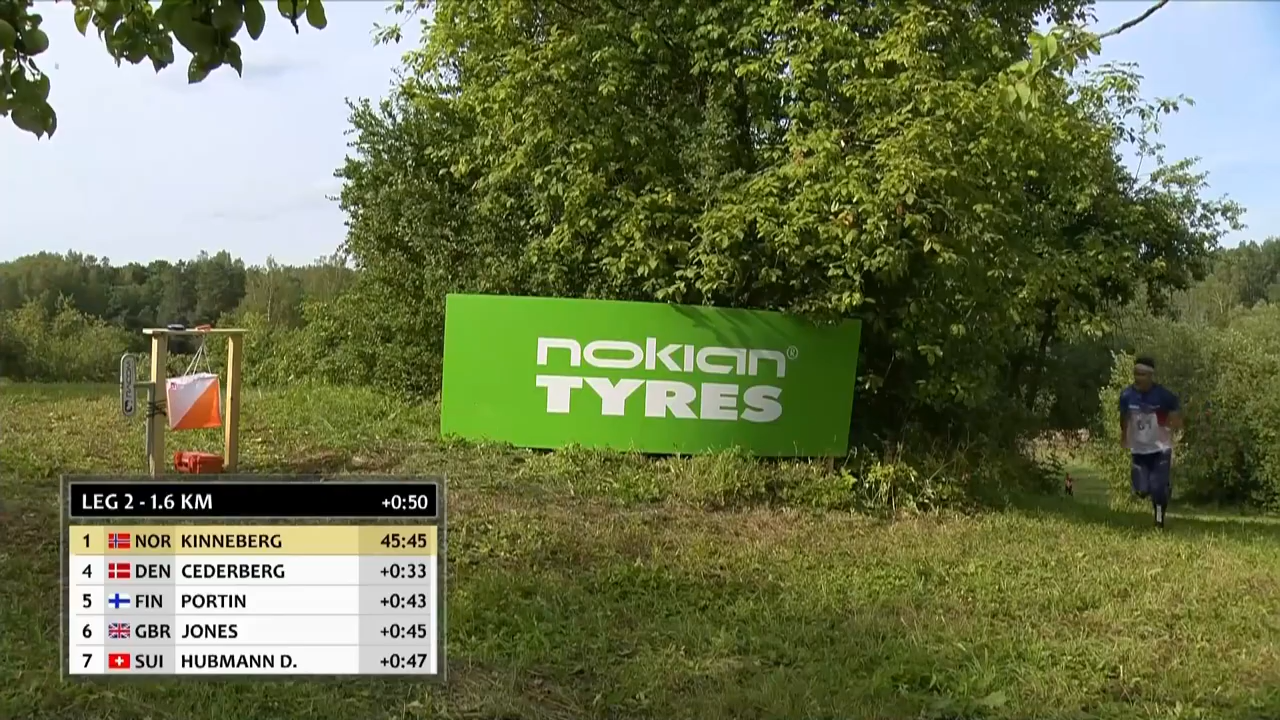 nokian®
TYRES
LEG 2 - 1.6 KM +0:50
1 NOR KINNEBERG 45:45
4 DEN CEDERBERG +0:33
5 FIN PORTIN +0:43
6 GBR JONES +0:45
7 SUI HUBMANN D. +0:47